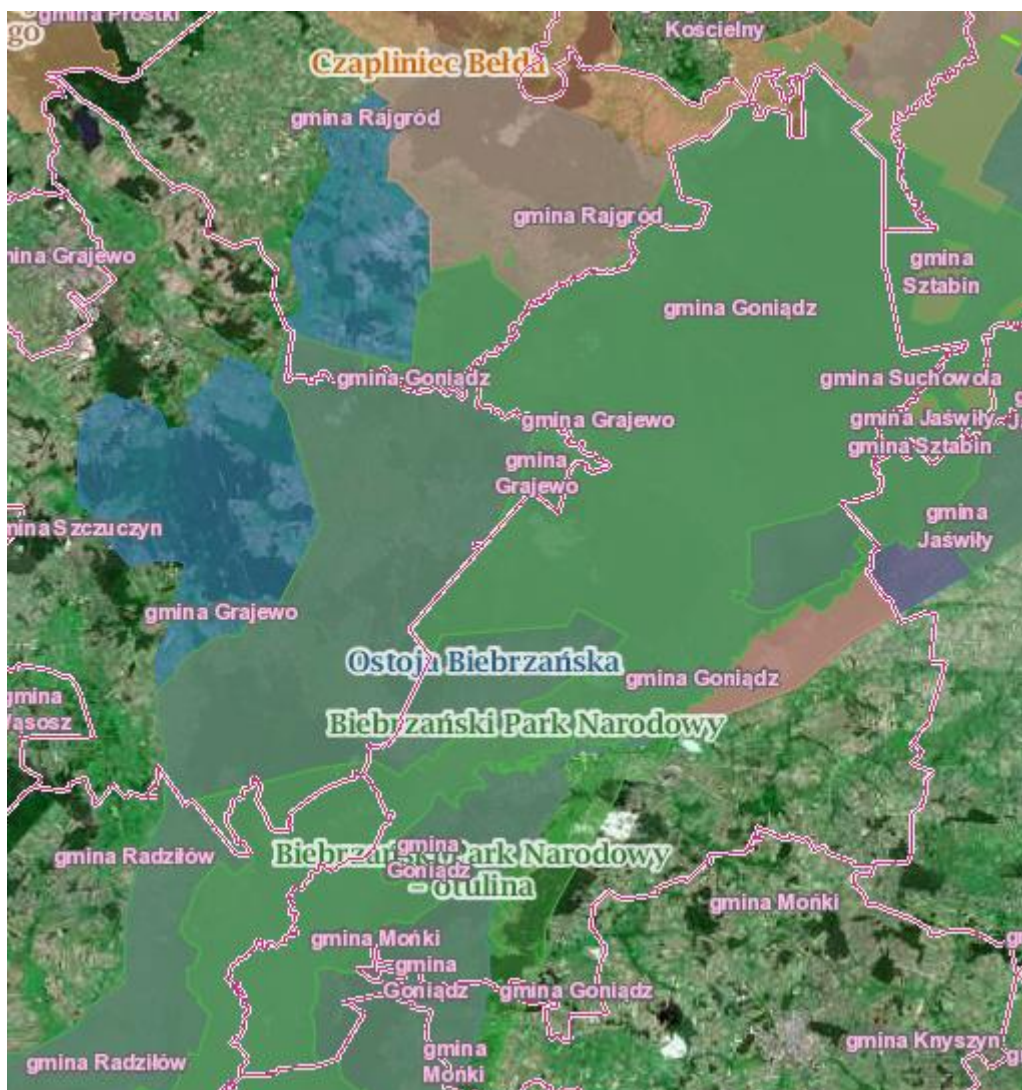 gmina Prostki
go
Kościelny
Czapliniec Bełda
gmina Rajgród
gmina Rajgród
mina Grajewo
gmina
Sztabin
gmina Goniądz
gmina Goniądz
gmina Suchowola
gmina Grajewo
gmina Jaświły
gmina Sztabin
gmina
Grajewo
mina Szczuczyn
gmina
Jaświły
gmina Grajewo
Ostoja Biebrzańska
gmina Goniądz
gmina
Wąsosz
Biebrzański Park Narodowy
gmina Radziłów
gmina
Goniądz
Biebrzański Park Narodowy
– otulina
gmina Mońki
gmina Mońki
gmina
Goniądz
gmina Goniądz
gmina Radziłów
gmina
Mońki
gmina Knyszyn